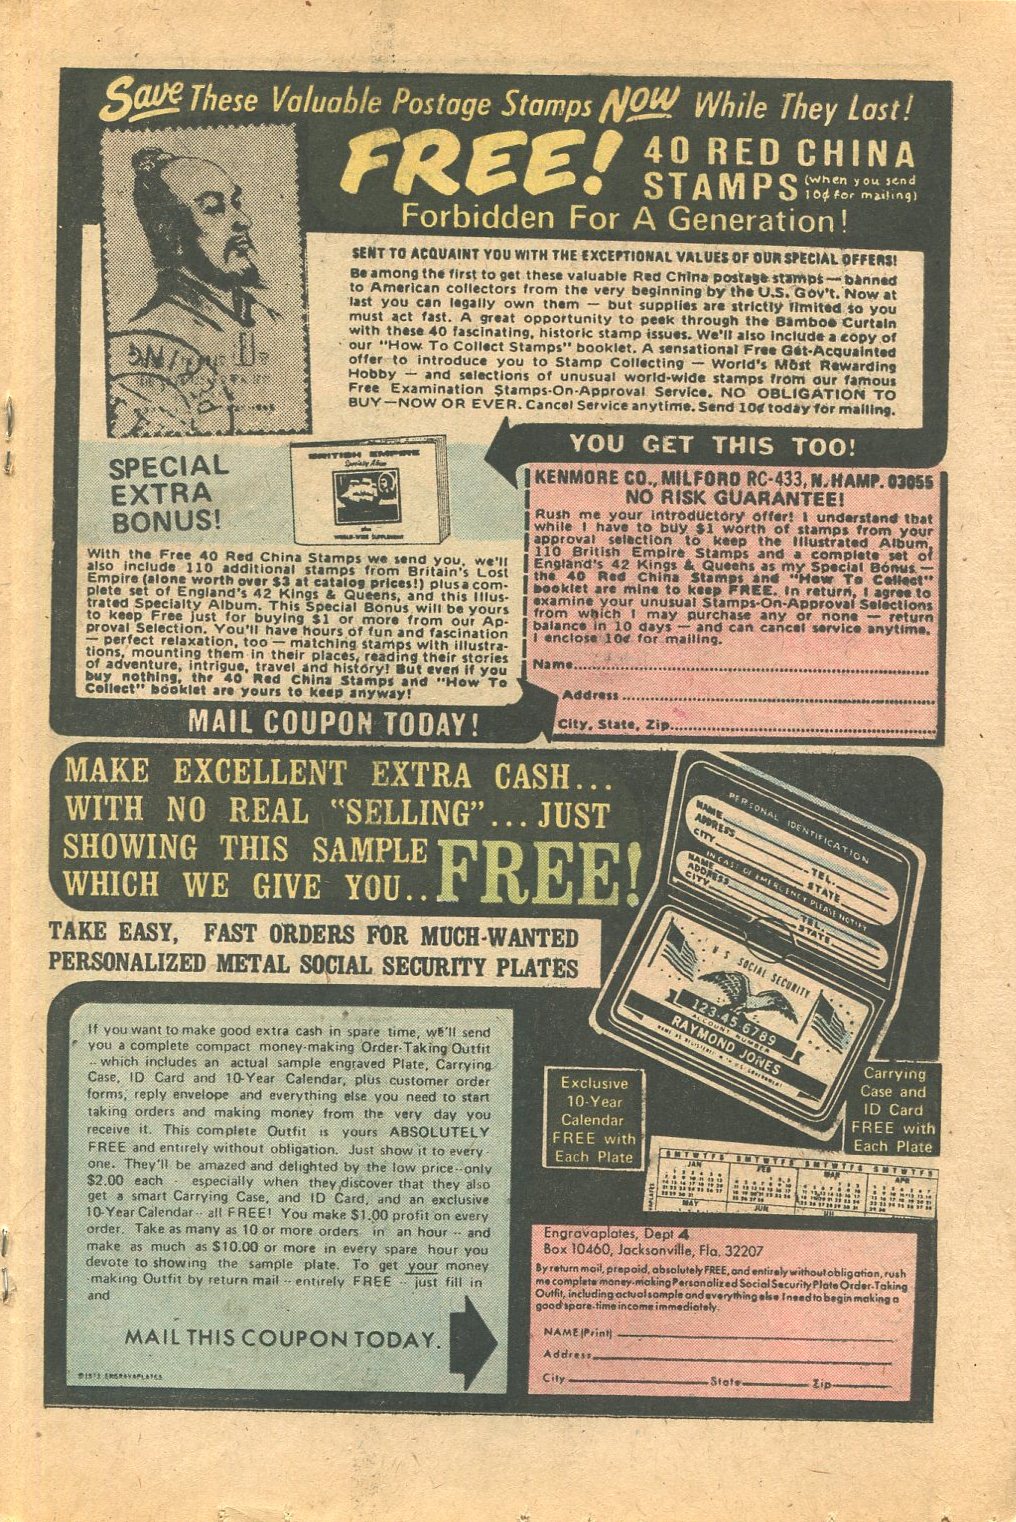 Save These Valuable Postage Stamps NOW While They Last!
FREE! 40 RED CHINA
STAMPS (when you send
10¢ for mailing)
Forbidden For A Generation!
SENT TO ACQUAINT YOU WITH THE EXCEPTIONAL VALUES OF OUR SPECIAL OFFERS!
Be among the first to get these valuable Red China postage stamps — banned
to American collectors from the very beginning by the U.S. Gov't. Now at
last you can legally own them — but supplies are strictly limited so you
must act fast. A great opportunity to peek through the Bamboo Curtain
with these 40 fascinating, historic stamp issues. We'll also include a copy of
our "How To Collect Stamps" booklet. A sensational Free Get-Acquainted
offer to introduce you to Stamp Collecting — World's Most Rewarding
Hobby — and selections of unusual world-wide stamps from our famous
Free Examination Stamps-On-Approval Service. NO OBLIGATION TO
BUY—NOW OR EVER. Cancel Service anytime. Send 10¢ today for mailing.
YOU GET THIS TOO!
SPECIAL
EXTRA
BONUS!
BRITISH EMPIRE
Specialty Album
plus
WORLD-WIDE SUPPLEMENT
With the Free 40 Red China Stamps we send you, we'll
also include 110 additional stamps from Britain's Lost
Empire (alone worth over $3 at catalog prices!) plus a com-
plete set of England's 42 Kings & Queens, and this Illus-
trated Specialty Album. This Special Bonus will be yours
to keep Free just for buying $1 or more from our Ap-
proval Selection. You'll have hours of fun and fascination
— perfect relaxation, too — matching stamps with illustra-
tions, mounting them in their places, reading their stories
of adventure, intrigue, travel and history! But even if you
buy nothing, the 40 Red China Stamps and "How To
Collect" booklet are yours to keep anyway!
MAIL COUPON TODAY!
KENMORE CO., MILFORD RC-433, N. HAMP. 03055
NO RISK GUARANTEE!
Rush me your introductory offer! I understand that
while I have to buy $1 worth of stamps from your
approval selection to keep the Illustrated Album,
110 British Empire Stamps and a complete set of
England's 42 Kings & Queens as my Special Bonus —
the 40 Red China Stamps and "How To Collect"
booklet are mine to keep FREE. In return, I agree to
examine your unusual Stamps-On-Approval Selections
from which I may purchase any or none — return
balance in 10 days — and can cancel service anytime.
I enclose 10¢ for mailing.
Name
Address
City, State, Zip
MAKE EXCELLENT EXTRA CASH...
WITH NO REAL "SELLING"... JUST
SHOWING THIS SAMPLE
WHICH WE GIVE YOU.. FREE!
TAKE EASY, FAST ORDERS FOR MUCH-WANTED
PERSONALIZED METAL SOCIAL SECURITY PLATES
PERSONAL IDENTIFICATION
NAME
ADDRESS
CITY
TEL.
STATE
IN CASE OF EMERGENCY PLEASE NOTIFY
NAME
ADDRESS
CITY
TEL.
STATE
U S SOCIAL SECURITY
123-45-6789
ACCOUNT NUMBER
RAYMOND JONES
NAME AS REGISTERED WITH U.S. GOVERNMENT
If you want to make good extra cash in spare time, we'll send
you a complete compact money-making Order-Taking Outfit
-- which includes an actual sample engraved Plate, Carrying
Case, ID Card and 10-Year Calendar, plus customer order
forms, reply envelope and everything else you need to start
taking orders and making money from the very day you
receive it. This complete Outfit is yours ABSOLUTELY
FREE and entirely without obligation. Just show it to every-
one. They'll be amazed and delighted by the low price--only
$2.00 each - especially when they discover that they also
get a smart Carrying Case, and ID Card, and an exclusive
10-Year Calendar -- all FREE! You make $1.00 profit on every
order. Take as many as 10 or more orders in an hour -- and
make as much as $10.00 or more in every spare hour you
devote to showing the sample plate. To get your money
-making Outfit by return mail -- entirely FREE -- just fill in
and
MAIL THIS COUPON TODAY.
Exclusive
10-Year
Calendar
FREE with
Each Plate
Carrying
Case and
ID Card
FREE with
Each Plate
S M T W T F S S M T W T F S S M T W T F S S M T W T F S
JAN FEB MAR APR
MAY JUN
Engravaplates, Dept 4
Box 10460, Jacksonville, Fla. 32207
By return mail, prepaid, absolutely FREE, and entirely without obligation, rush
me complete money-making Personalized Social Security Plate Order-Taking
Outfit, including actual sample and everything else I need to begin making a
good spare-time income immediately.
NAME (Print)
Address
City State Zip